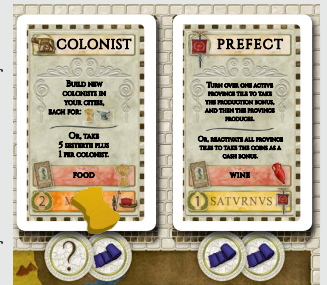 COLONIST
BUILD NEW
COLONISTS IN
YOUR CITIES,
EACH FOR:
OR, TAKE
5 SESTERTII PLUS
1 PER COLONIST.
FOOD
2 M
?
PREFECT
TURN OVER ONE ACTIVE
PROVINCE TILE TO TAKE
THE PRODUCTION BONUS,
AND THEN THE PROVINCE
PRODUCES.
OR, REACTIVATE ALL PROVINCE
TILES TO TAKE THE COINS AS A
CASH BONUS.
WINE
1 SATVRNVS